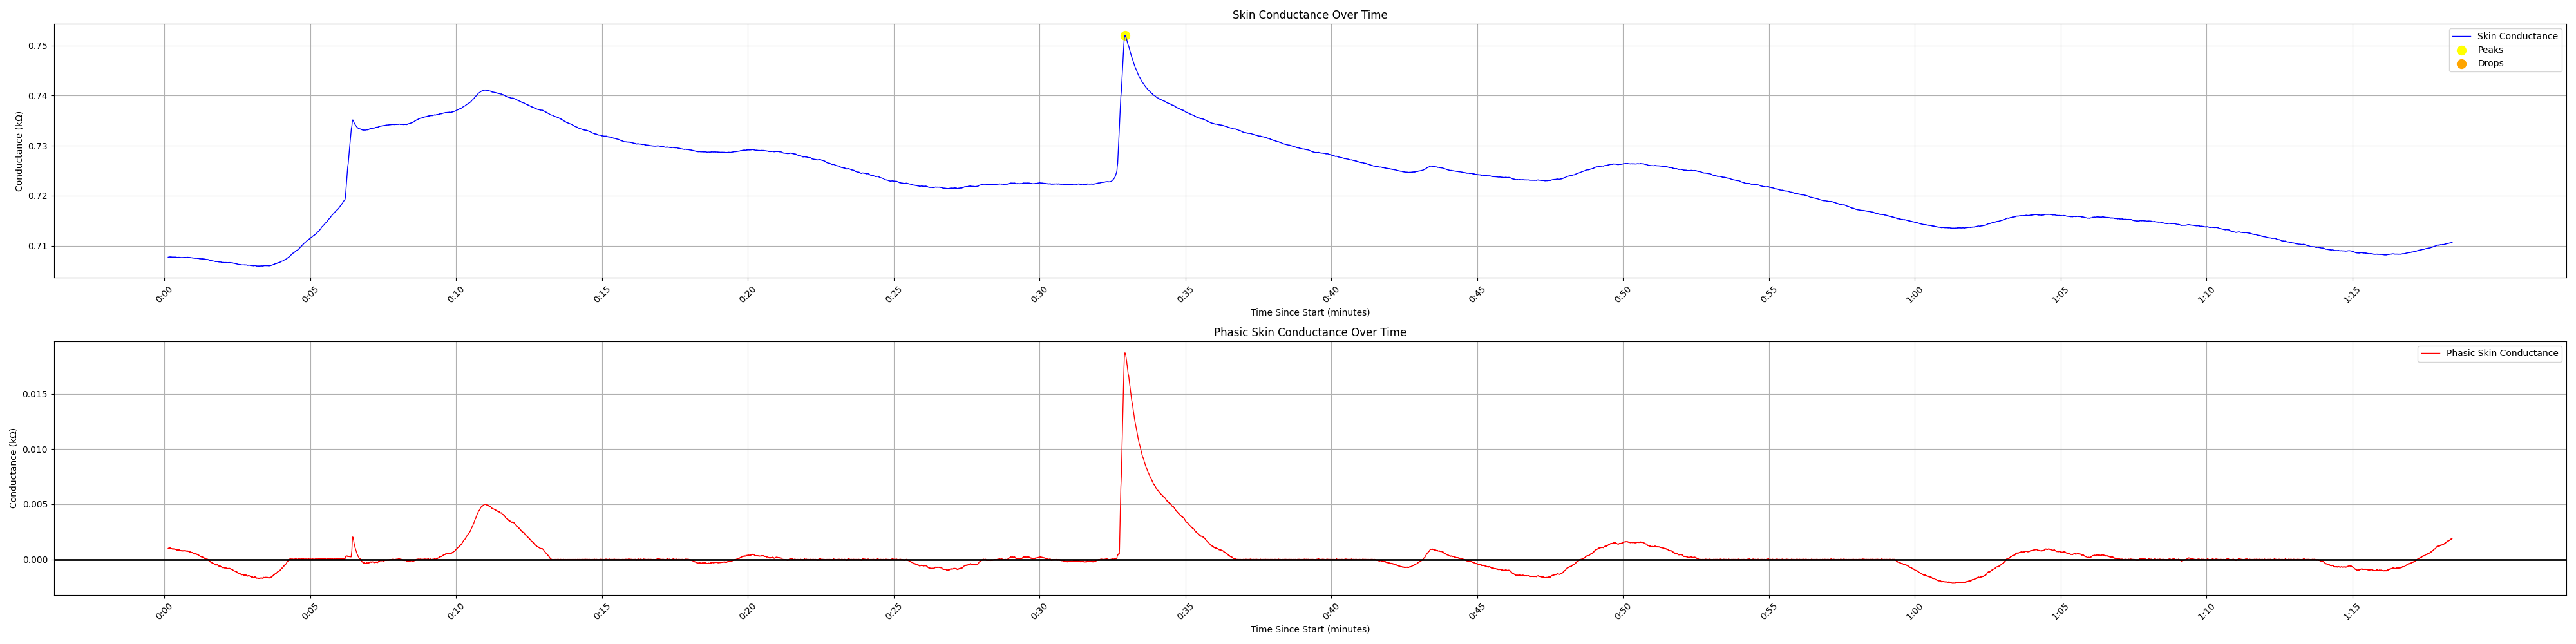 Skin Conductance Over Time
Conductance (kΩ)
0.75
0.74
0.73
0.72
0.71
Skin Conductance
Peaks
Drops
0:00 0:05 0:10 0:15 0:20 0:25 0:30 0:35 0:40 0:45 0:50 0:55 1:00 1:05 1:10 1:15
Time Since Start (minutes)
Phasic Skin Conductance Over Time
Conductance (kΩ)
0.015
0.010
0.005
0.000
Phasic Skin Conductance
0:00 0:05 0:10 0:15 0:20 0:25 0:30 0:35 0:40 0:45 0:50 0:55 1:00 1:05 1:10 1:15
Time Since Start (minutes)